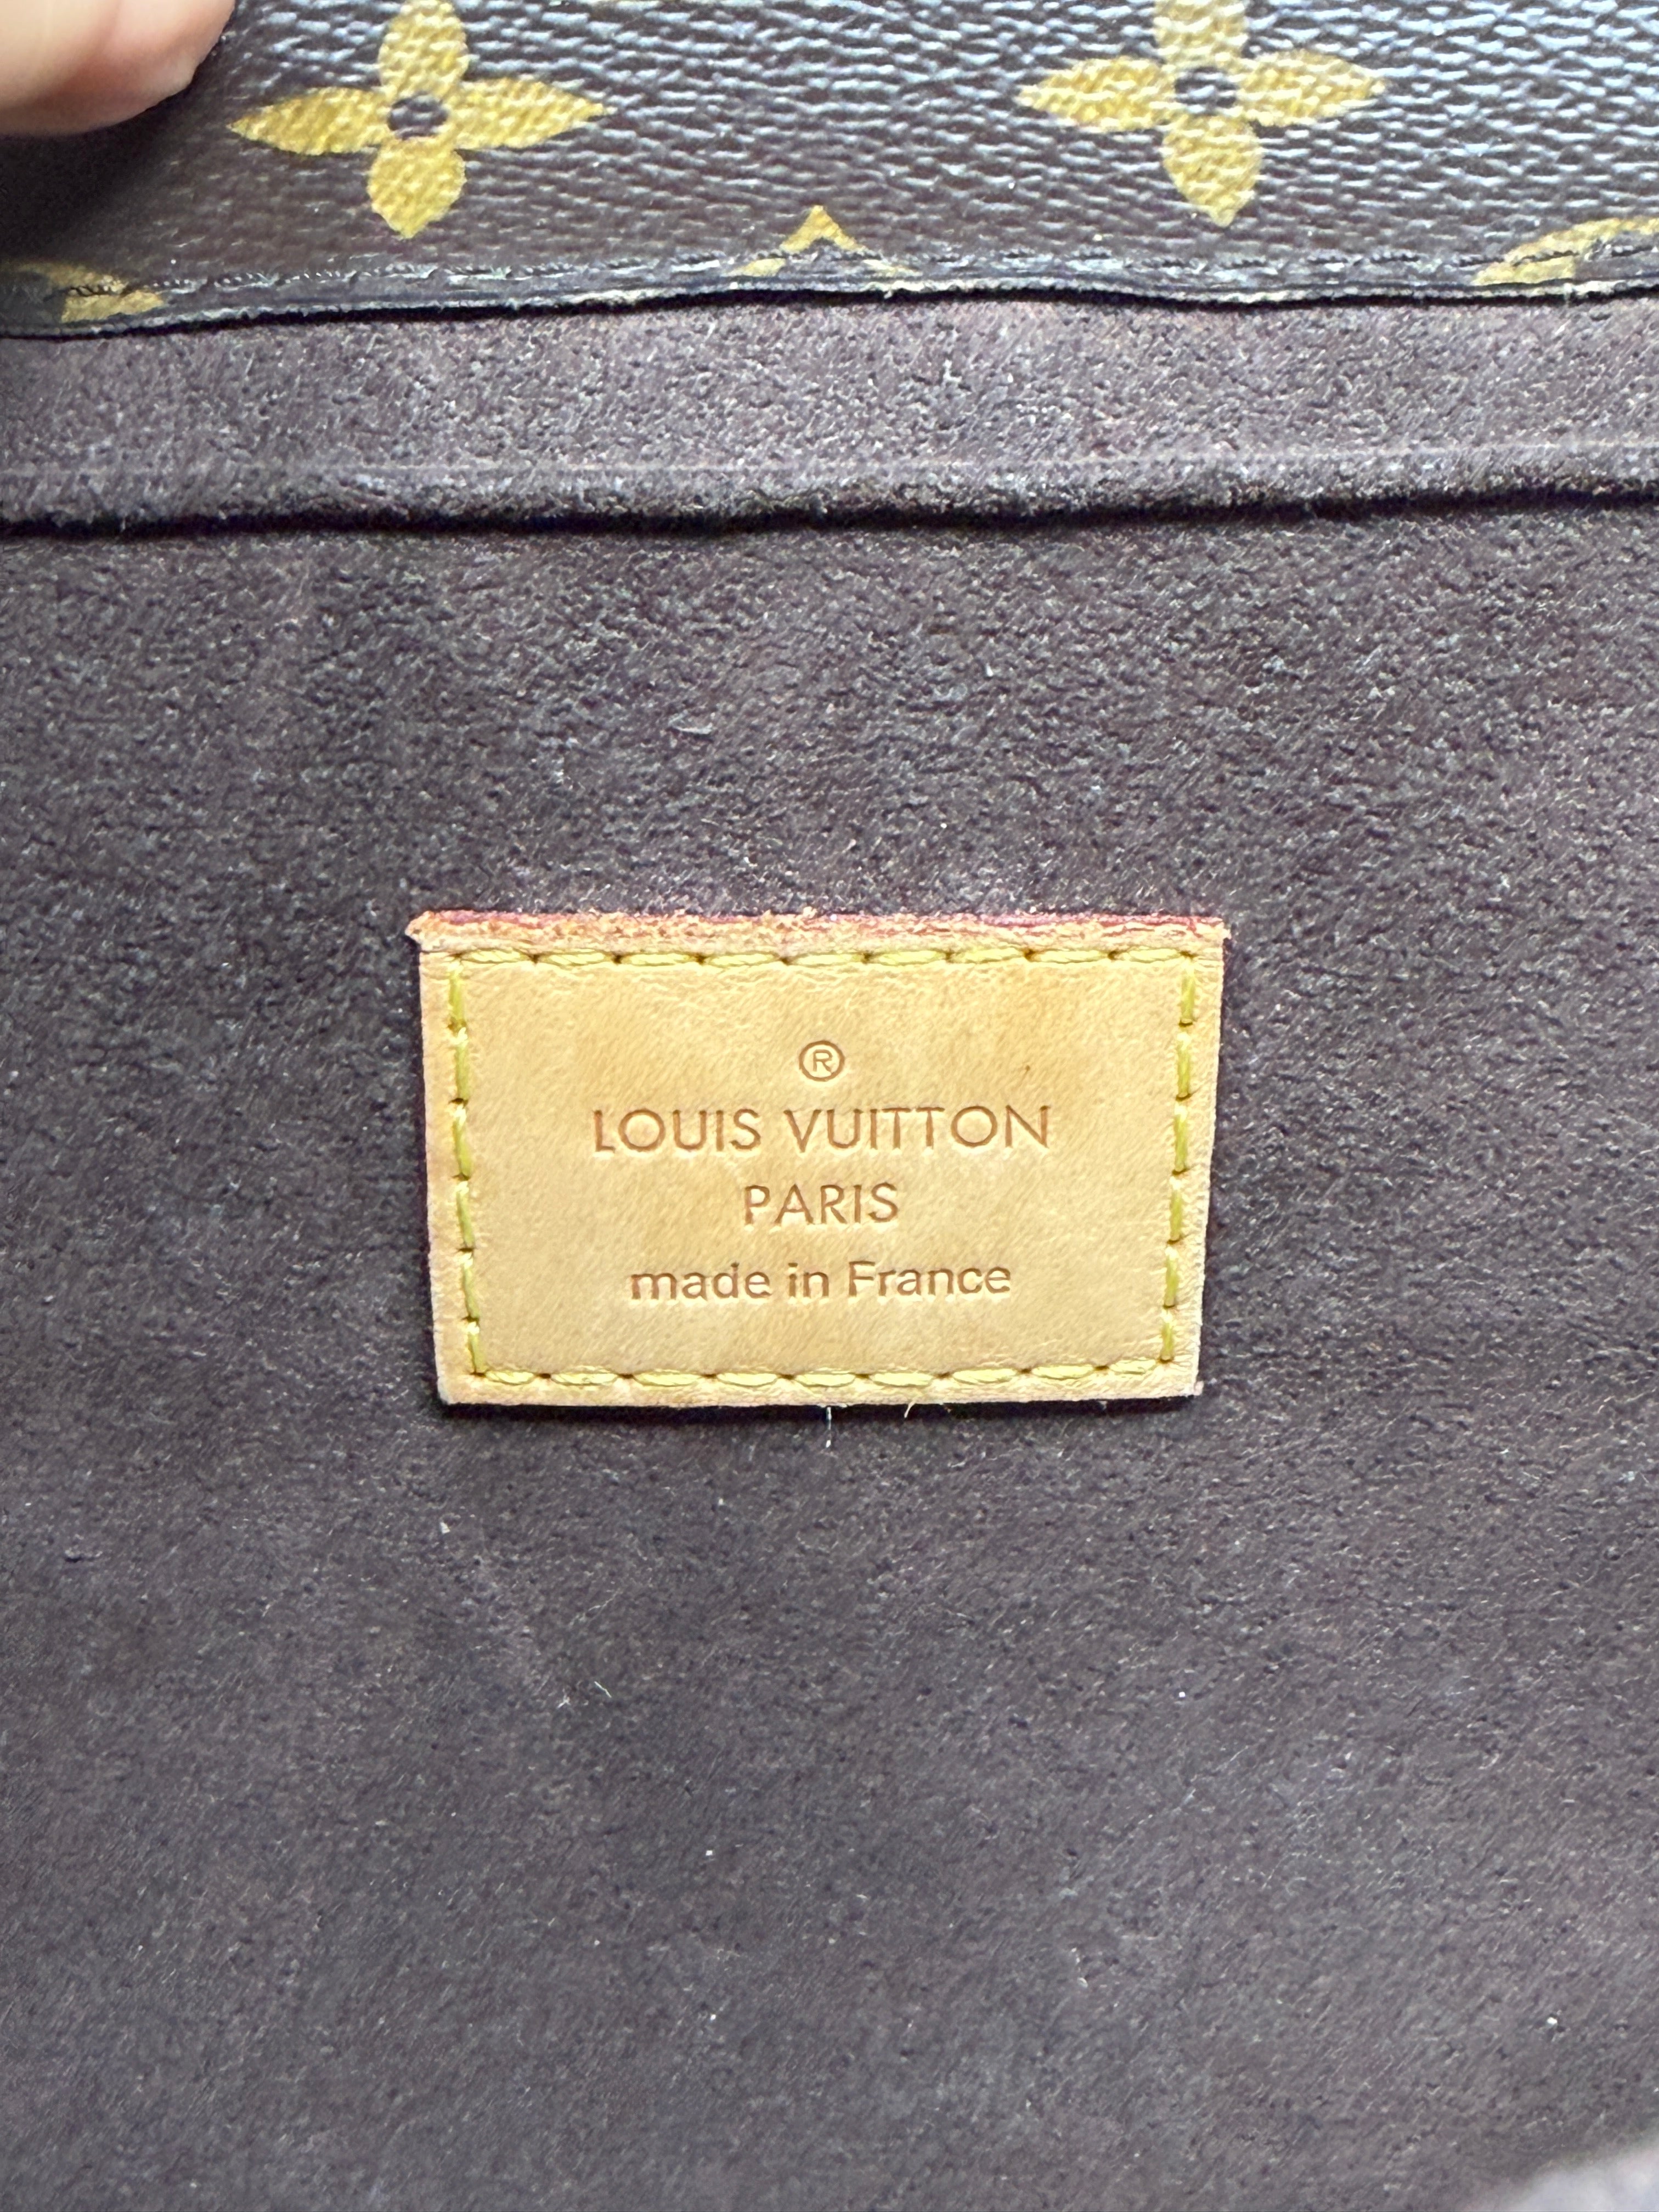 ®
LOUIS VUITTON
PARIS
made in France